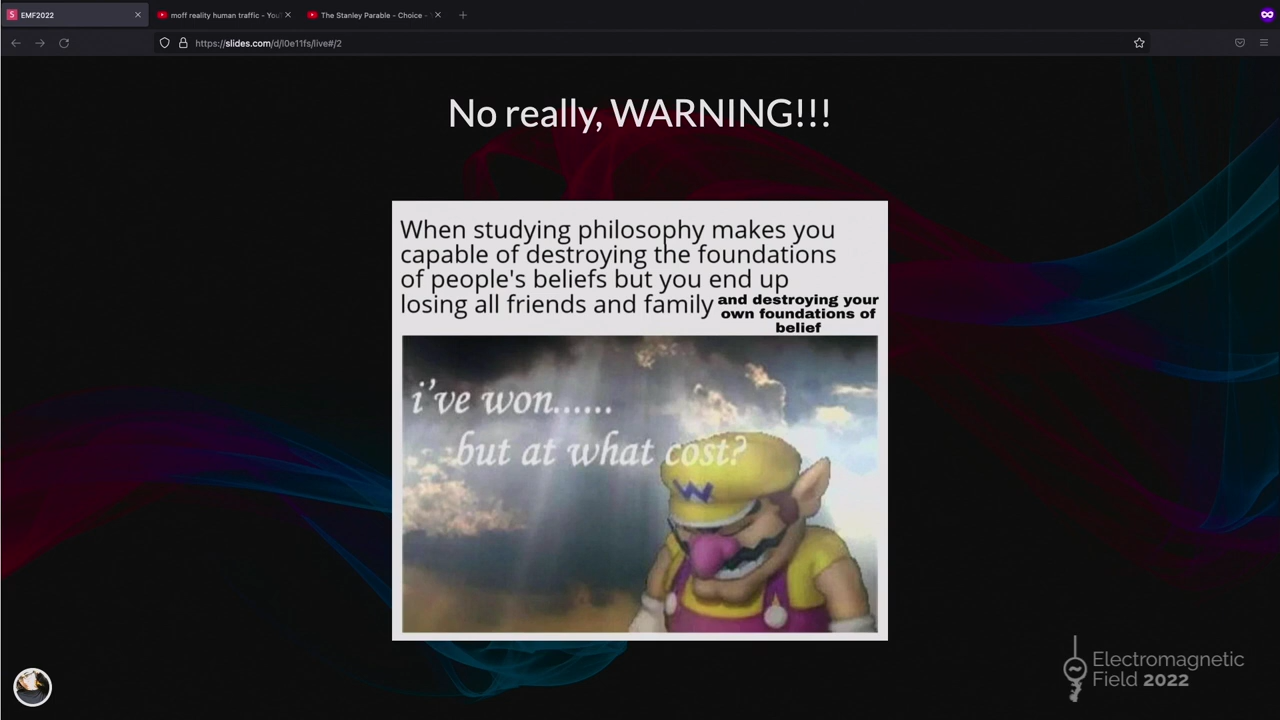 EMF2022
moff reality human traffic - You
The Stanley Parable - Choice -
https://slides.com/d/l0e11fs/live#/2
No really, WARNING!!!
When studying philosophy makes you
capable of destroying the foundations
of people's beliefs but you end up
losing all friends and family
and destroying your
own foundations of
belief
i've won......
but at what cost?
W
Electromagnetic
Field 2022